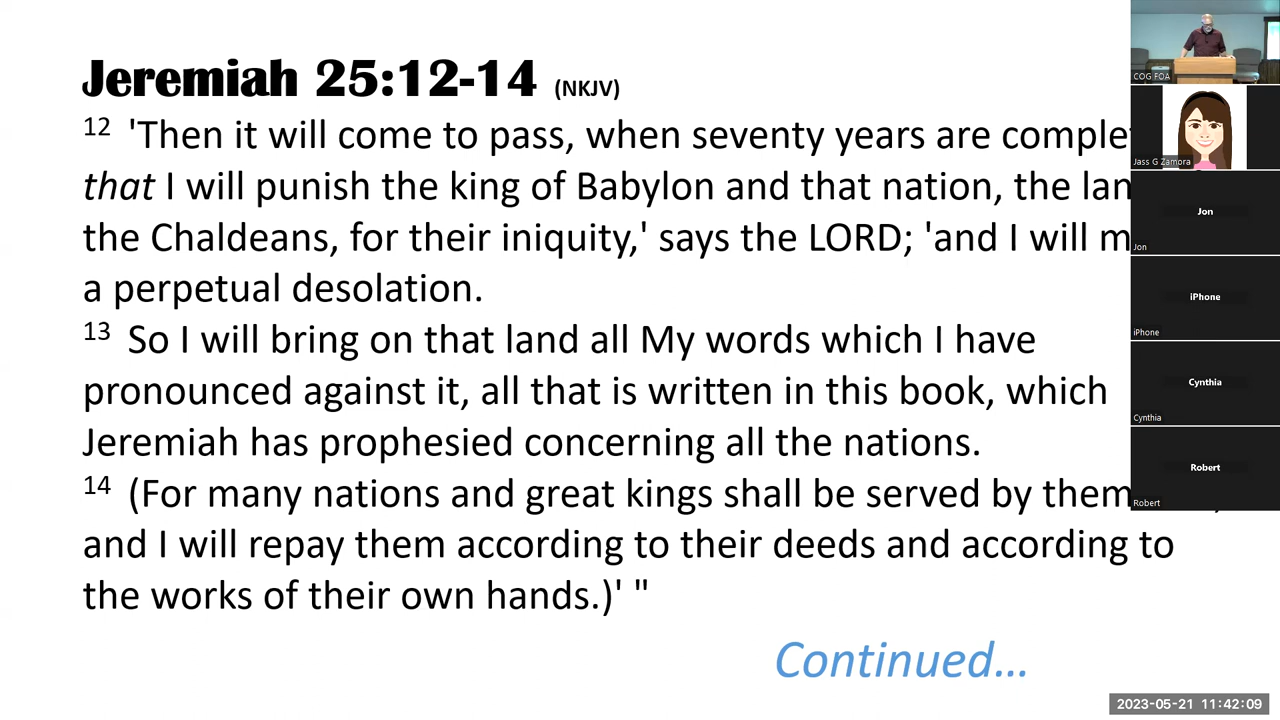 Jeremiah 25:12-14 (NKJV)
12 'Then it will come to pass, when seventy years are
that I will punish the king of Babylon and that nation, the
the Chaldeans, for their iniquity,' says the LORD; 'and I will
a perpetual desolation.
13 So I will bring on that land all My words which I have
pronounced against it, all that is written in this book, which
Jeremiah has prophesied concerning all the nations.
14 (For many nations and great kings shall be served by
and I will repay them according to their deeds and according to
the works of their own hands.)' "
Continued...
COG FOA
Jass G Zamora
Jon
Jon
iPhone
iPhone
Cynthia
Cynthia
Robert
Robert
2023-05-21 11:42:09